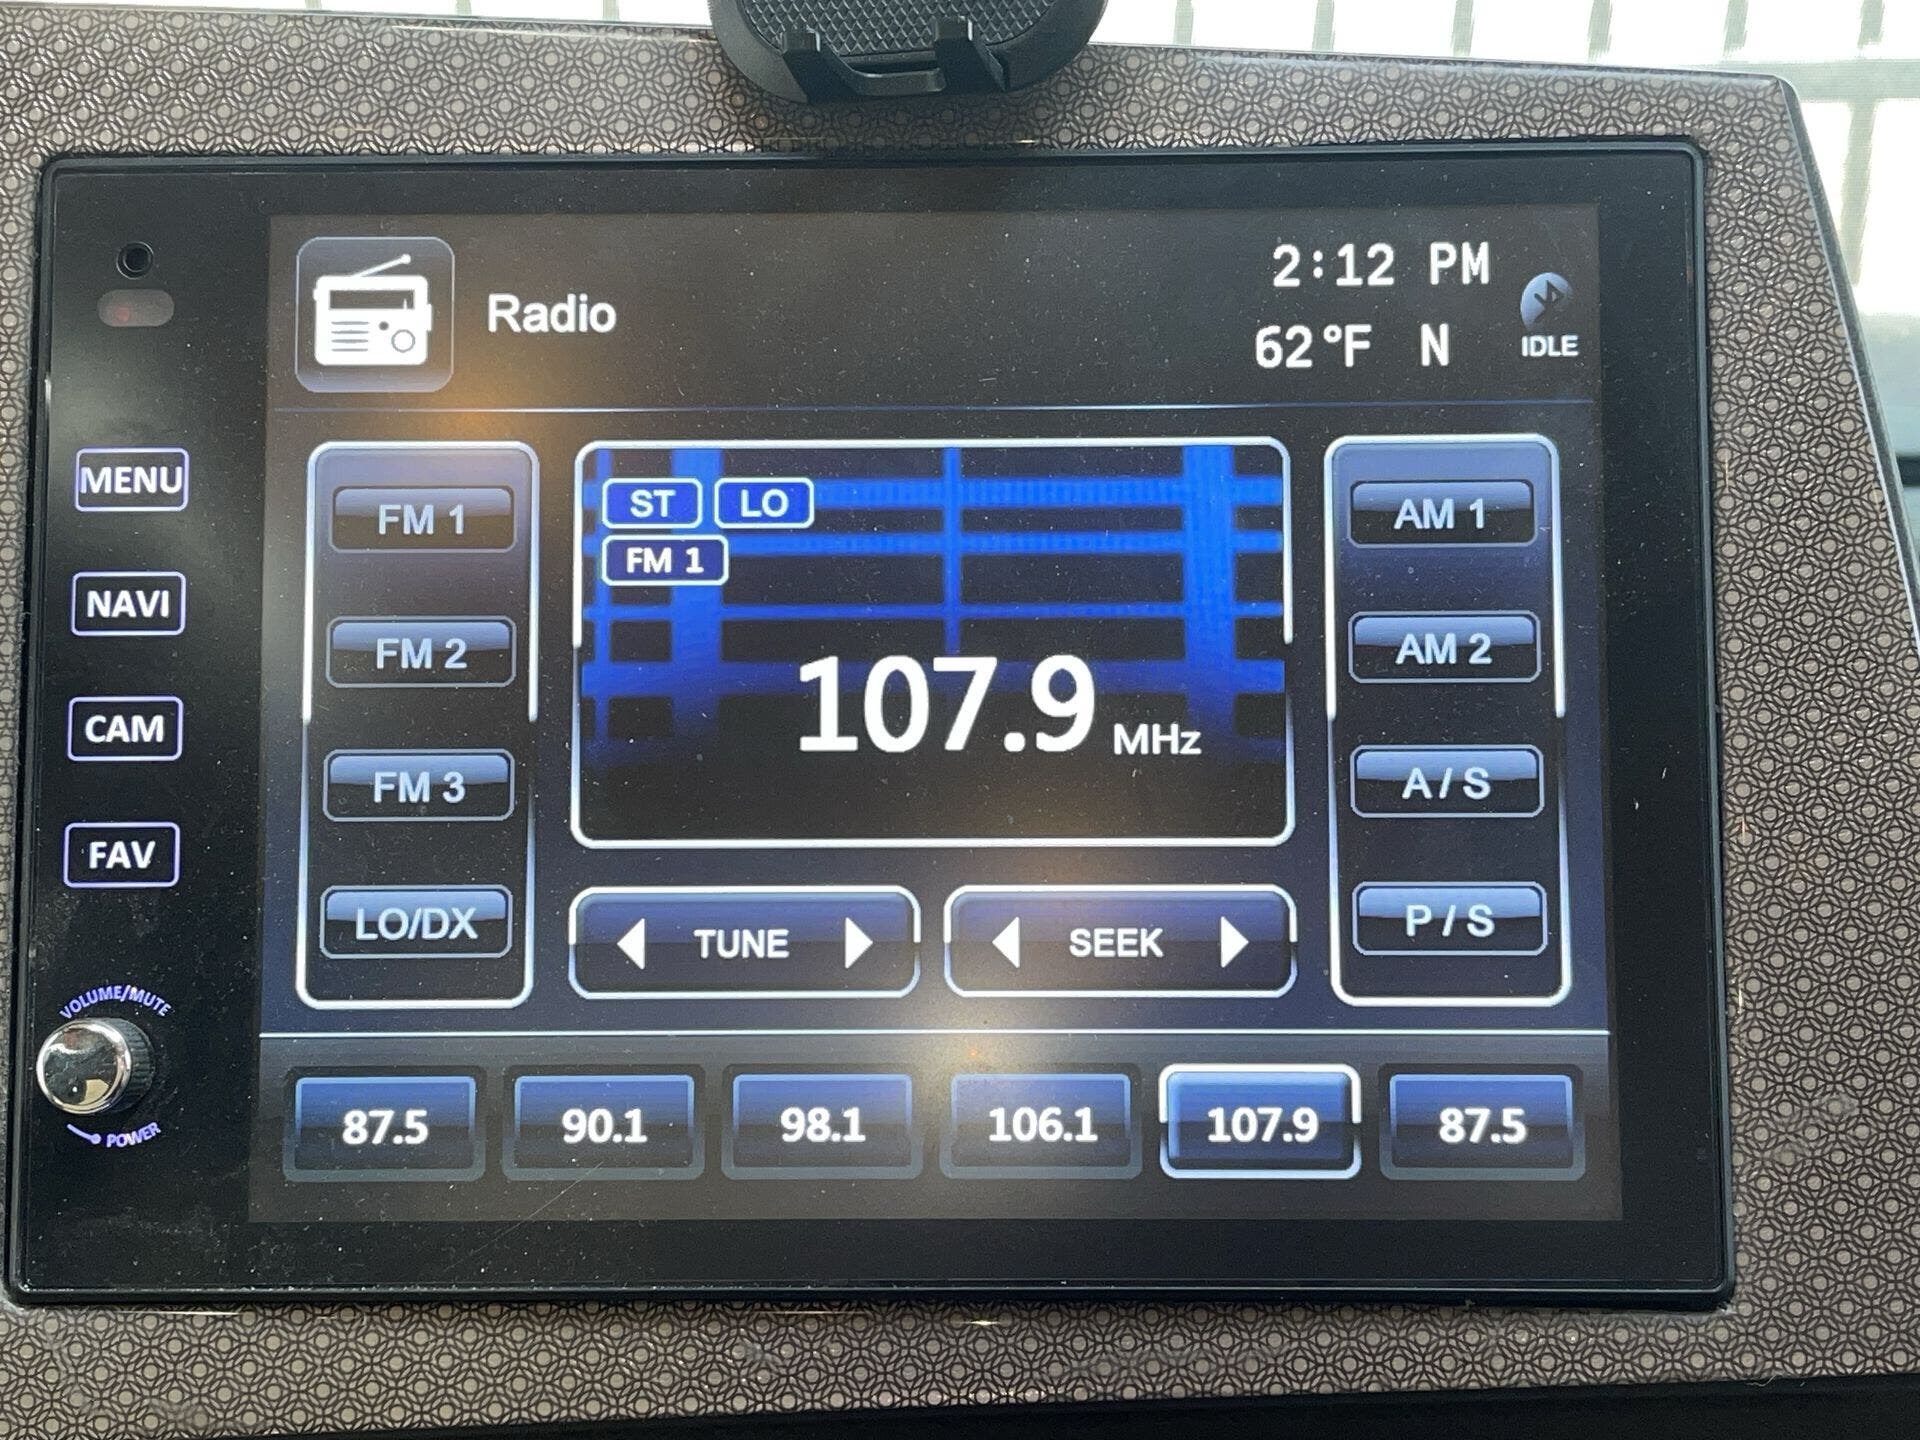 2:12 PM
Radio
62°F N
IDLE
MENU
NAVI
CAM
FAV
VOLUME/MUTE
POWER
FM 1
FM 2
FM 3
LO/DX
ST LO
FM 1
107.9 MHz
TUNE
SEEK
AM 1
AM 2
A / S
P / S
87.5 90.1 98.1 106.1 107.9 87.5